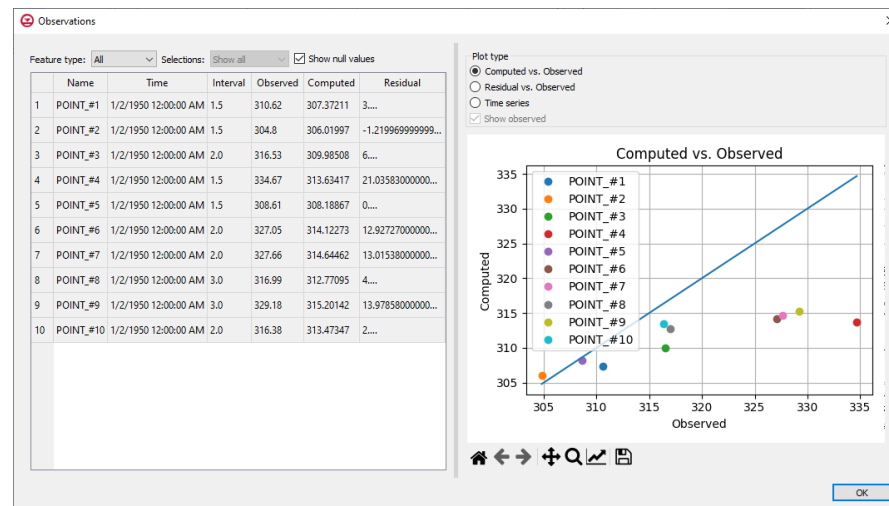 Observations
Feature type: All Selections: Show all Show null values
Name Time Interval Observed Computed Residual
1 POINT_#1 1/2/1950 12:00:00 AM 1.5 310.62 307.37211 3....
2 POINT_#2 1/2/1950 12:00:00 AM 1.5 304.8 306.01997 -1.219969999999...
3 POINT_#3 1/2/1950 12:00:00 AM 2.0 316.53 309.98508 6....
4 POINT_#4 1/2/1950 12:00:00 AM 1.5 334.67 313.63417 21.03583000000...
5 POINT_#5 1/2/1950 12:00:00 AM 1.5 308.61 308.18867 0....
6 POINT_#6 1/2/1950 12:00:00 AM 2.0 327.05 314.12273 12.92727000000...
7 POINT_#7 1/2/1950 12:00:00 AM 2.0 327.66 314.64462 13.01538000000...
8 POINT_#8 1/2/1950 12:00:00 AM 3.0 316.99 312.77095 4....
9 POINT_#9 1/2/1950 12:00:00 AM 3.0 329.18 315.20142 13.97858000000...
10 POINT_#10 1/2/1950 12:00:00 AM 2.0 316.38 313.47347 2....
Plot type
Computed vs. Observed
Residual vs. Observed
Time series
Show observed
Computed vs. Observed
335
330
325
320
315
310
305
Computed
POINT_#1
POINT_#2
POINT_#3
POINT_#4
POINT_#5
POINT_#6
POINT_#7
POINT_#8
POINT_#9
POINT_#10
305 310 315 320 325 330 335
Observed
OK